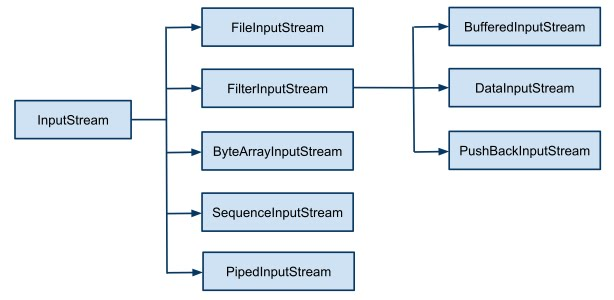 InputStream
FileInputStream
FilterInputStream
ByteArrayInputStream
SequenceInputStream
PipedInputStream
BufferedInputStream
DataInputStream
PushBackInputStream